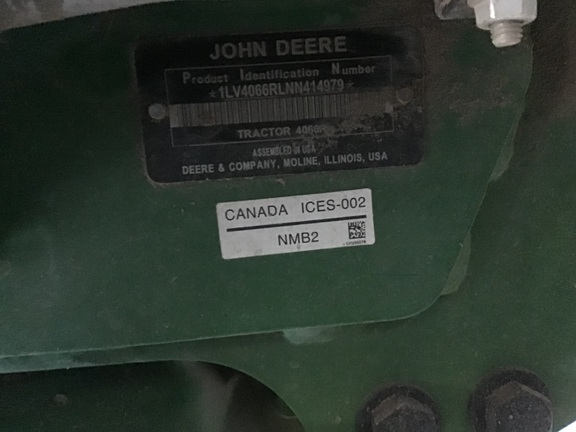 JOHN DEERE
Product Identification Number
*1LV4066RLNN414979*
TRACTOR 4066R
ASSEMBLED IN USA
DEERE & COMPANY, MOLINE, ILLINOIS, USA
CANADA ICES-002
NMB2